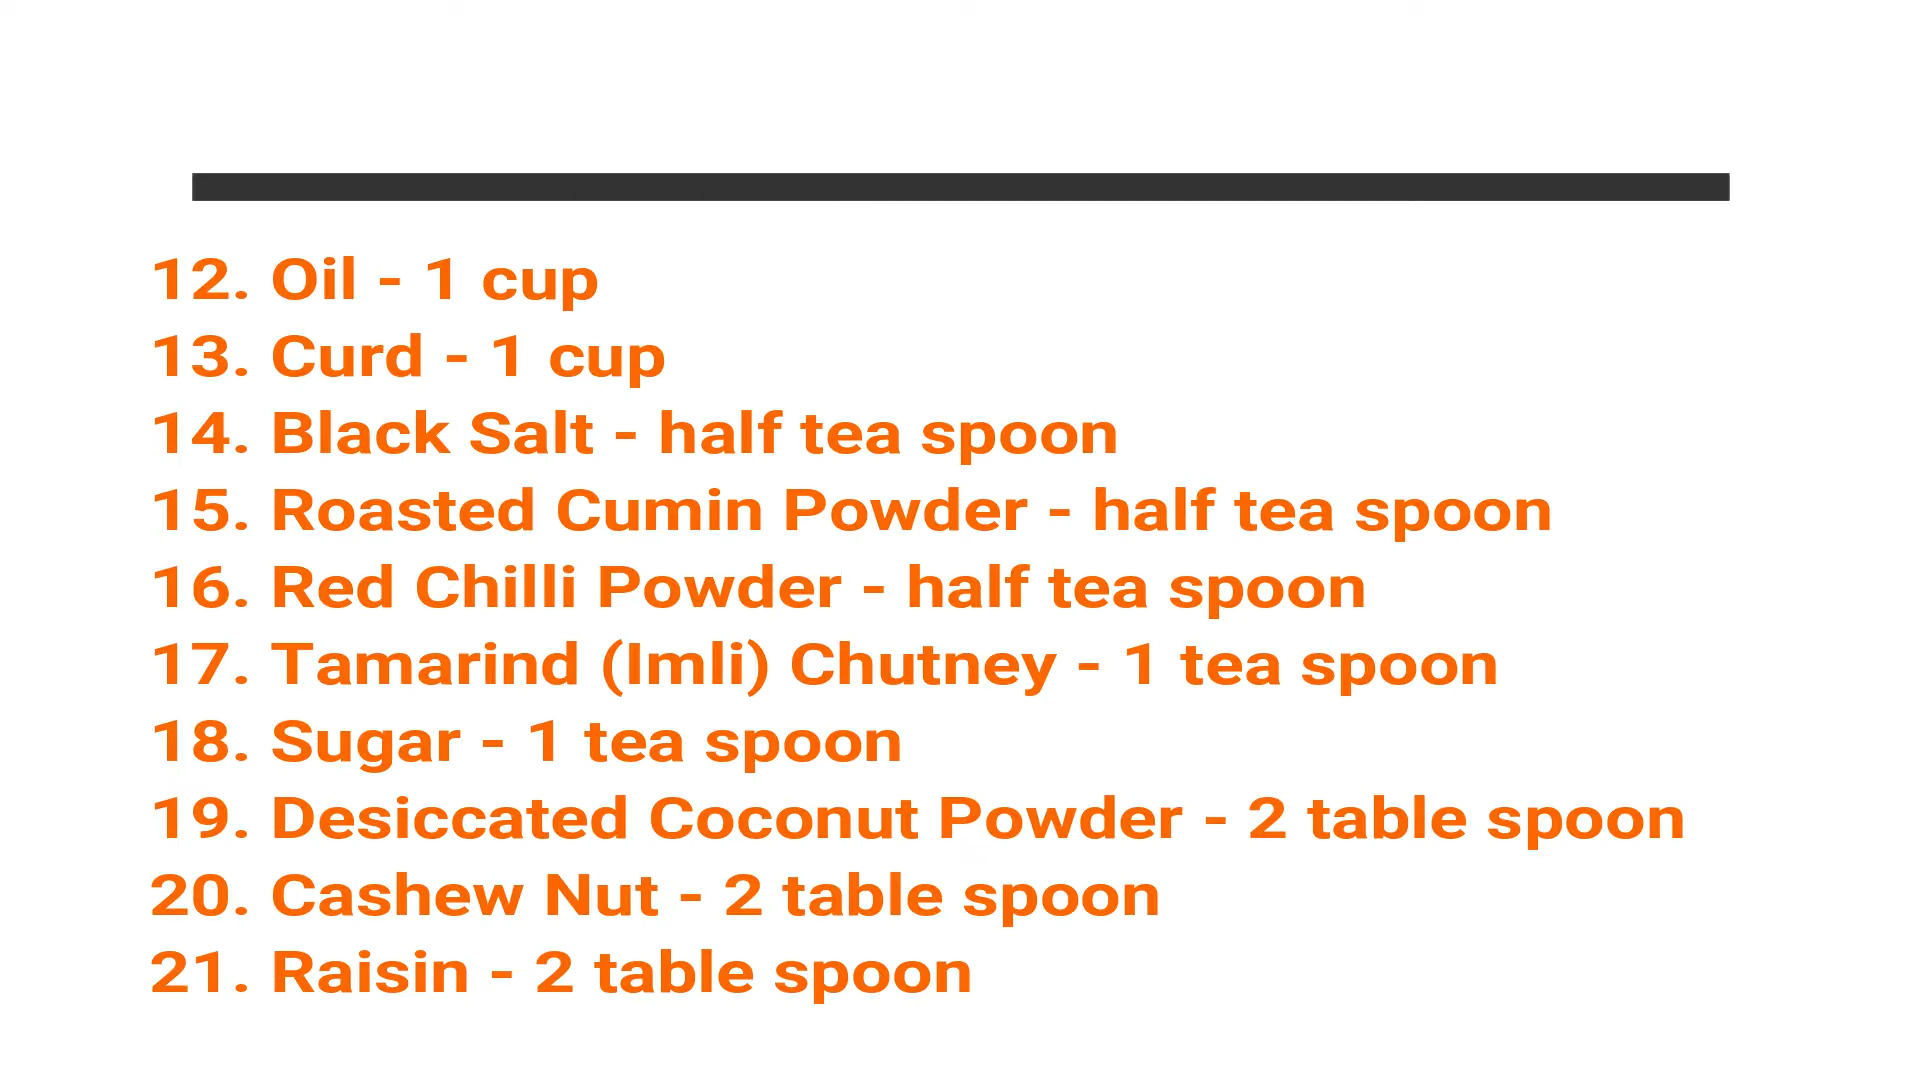 12. Oil - 1 cup
13. Curd - 1 cup
14. Black Salt - half tea spoon
15. Roasted Cumin Powder - half tea spoon
16. Red Chilli Powder - half tea spoon
17. Tamarind (Imli) Chutney - 1 tea spoon
18. Sugar - 1 tea spoon
19. Desiccated Coconut Powder - 2 table spoon
20. Cashew Nut - 2 table spoon
21. Raisin - 2 table spoon